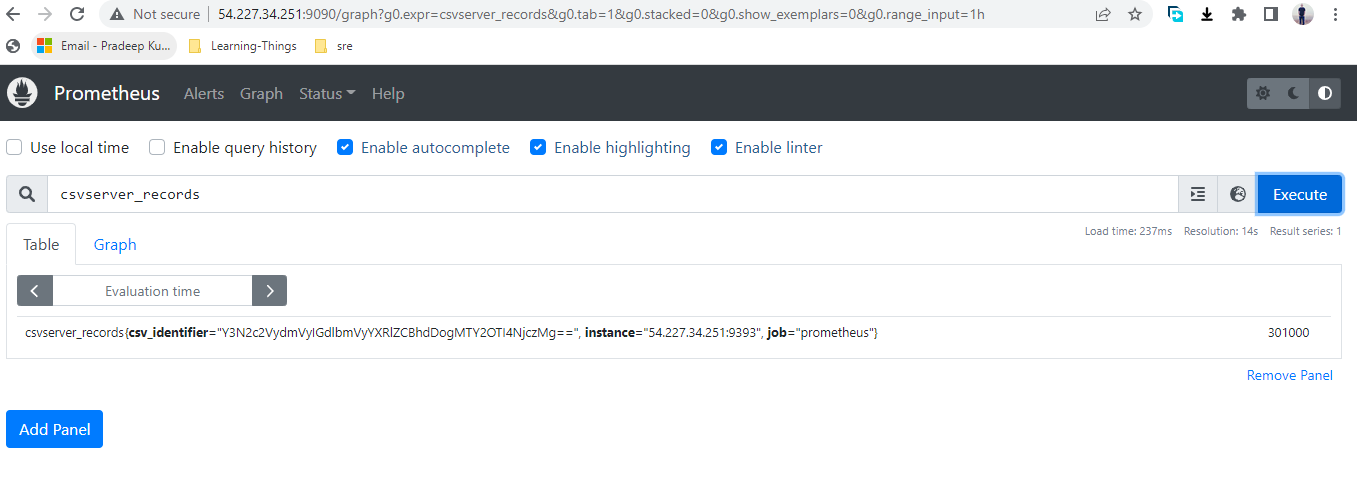 Not secure | 54.227.34.251:9090/graph?g0.expr=csvserver_records&g0.tab=1&g0.stacked=0&g0.show_exemplars=0&g0.range_input=1h
Email - Pradeep Ku... Learning-Things sre
Prometheus Alerts Graph Status Help
Use local time Enable query history Enable autocomplete Enable highlighting Enable linter
csvserver_records Execute
Load time: 237ms Resolution: 14s Result series: 1
Table Graph
Evaluation time
csvserver_records{csv_identifier="Y3N2c2VydmVyIGdlbmVyYXRlZCBhdDogMTY2OTI4NjczMg==", instance="54.227.34.251:9393", job="prometheus"} 301000
Remove Panel
Add Panel